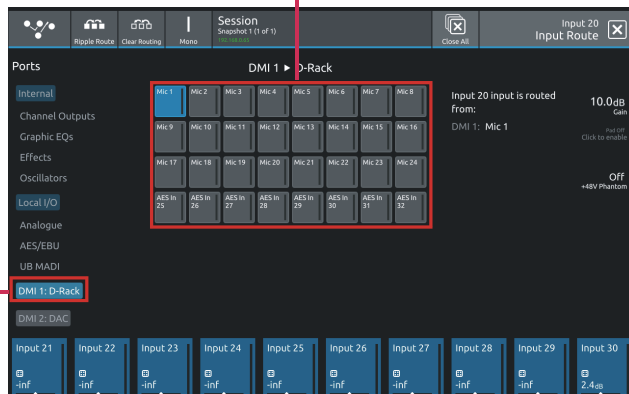 Ripple Route
Clear Routing
Mono
Session
Snapshot 1 (1 of 1)
192.168.0.65
Close All
Input 20
Input Route
Ports
DMI 1 ► D-Rack
Internal
Channel Outputs
Graphic EQs
Effects
Oscillators
Local I/O
Analogue
AES/EBU
UB MADI
DMI 1: D-Rack
DMI 2: DAC
Mic 1 Mic 2 Mic 3 Mic 4 Mic 5 Mic 6 Mic 7 Mic 8
Mic 9 Mic 10 Mic 11 Mic 12 Mic 13 Mic 14 Mic 15 Mic 16
Mic 17 Mic 18 Mic 19 Mic 20 Mic 21 Mic 22 Mic 23 Mic 24
AES In AES In AES In AES In AES In AES In AES In AES In
25 26 27 28 29 30 31 32
Input 20 input is routed
from:
DMI 1: Mic 1
10.0dB
Gain
Pad Off
Click to enable
Off
+48V Phantom
Input 21 Input 22 Input 23 Input 24 Input 25 Input 26 Input 27 Input 28 Input 29 Input 30
-inf -inf -inf -inf -inf -inf -inf -inf -inf 2.4dB